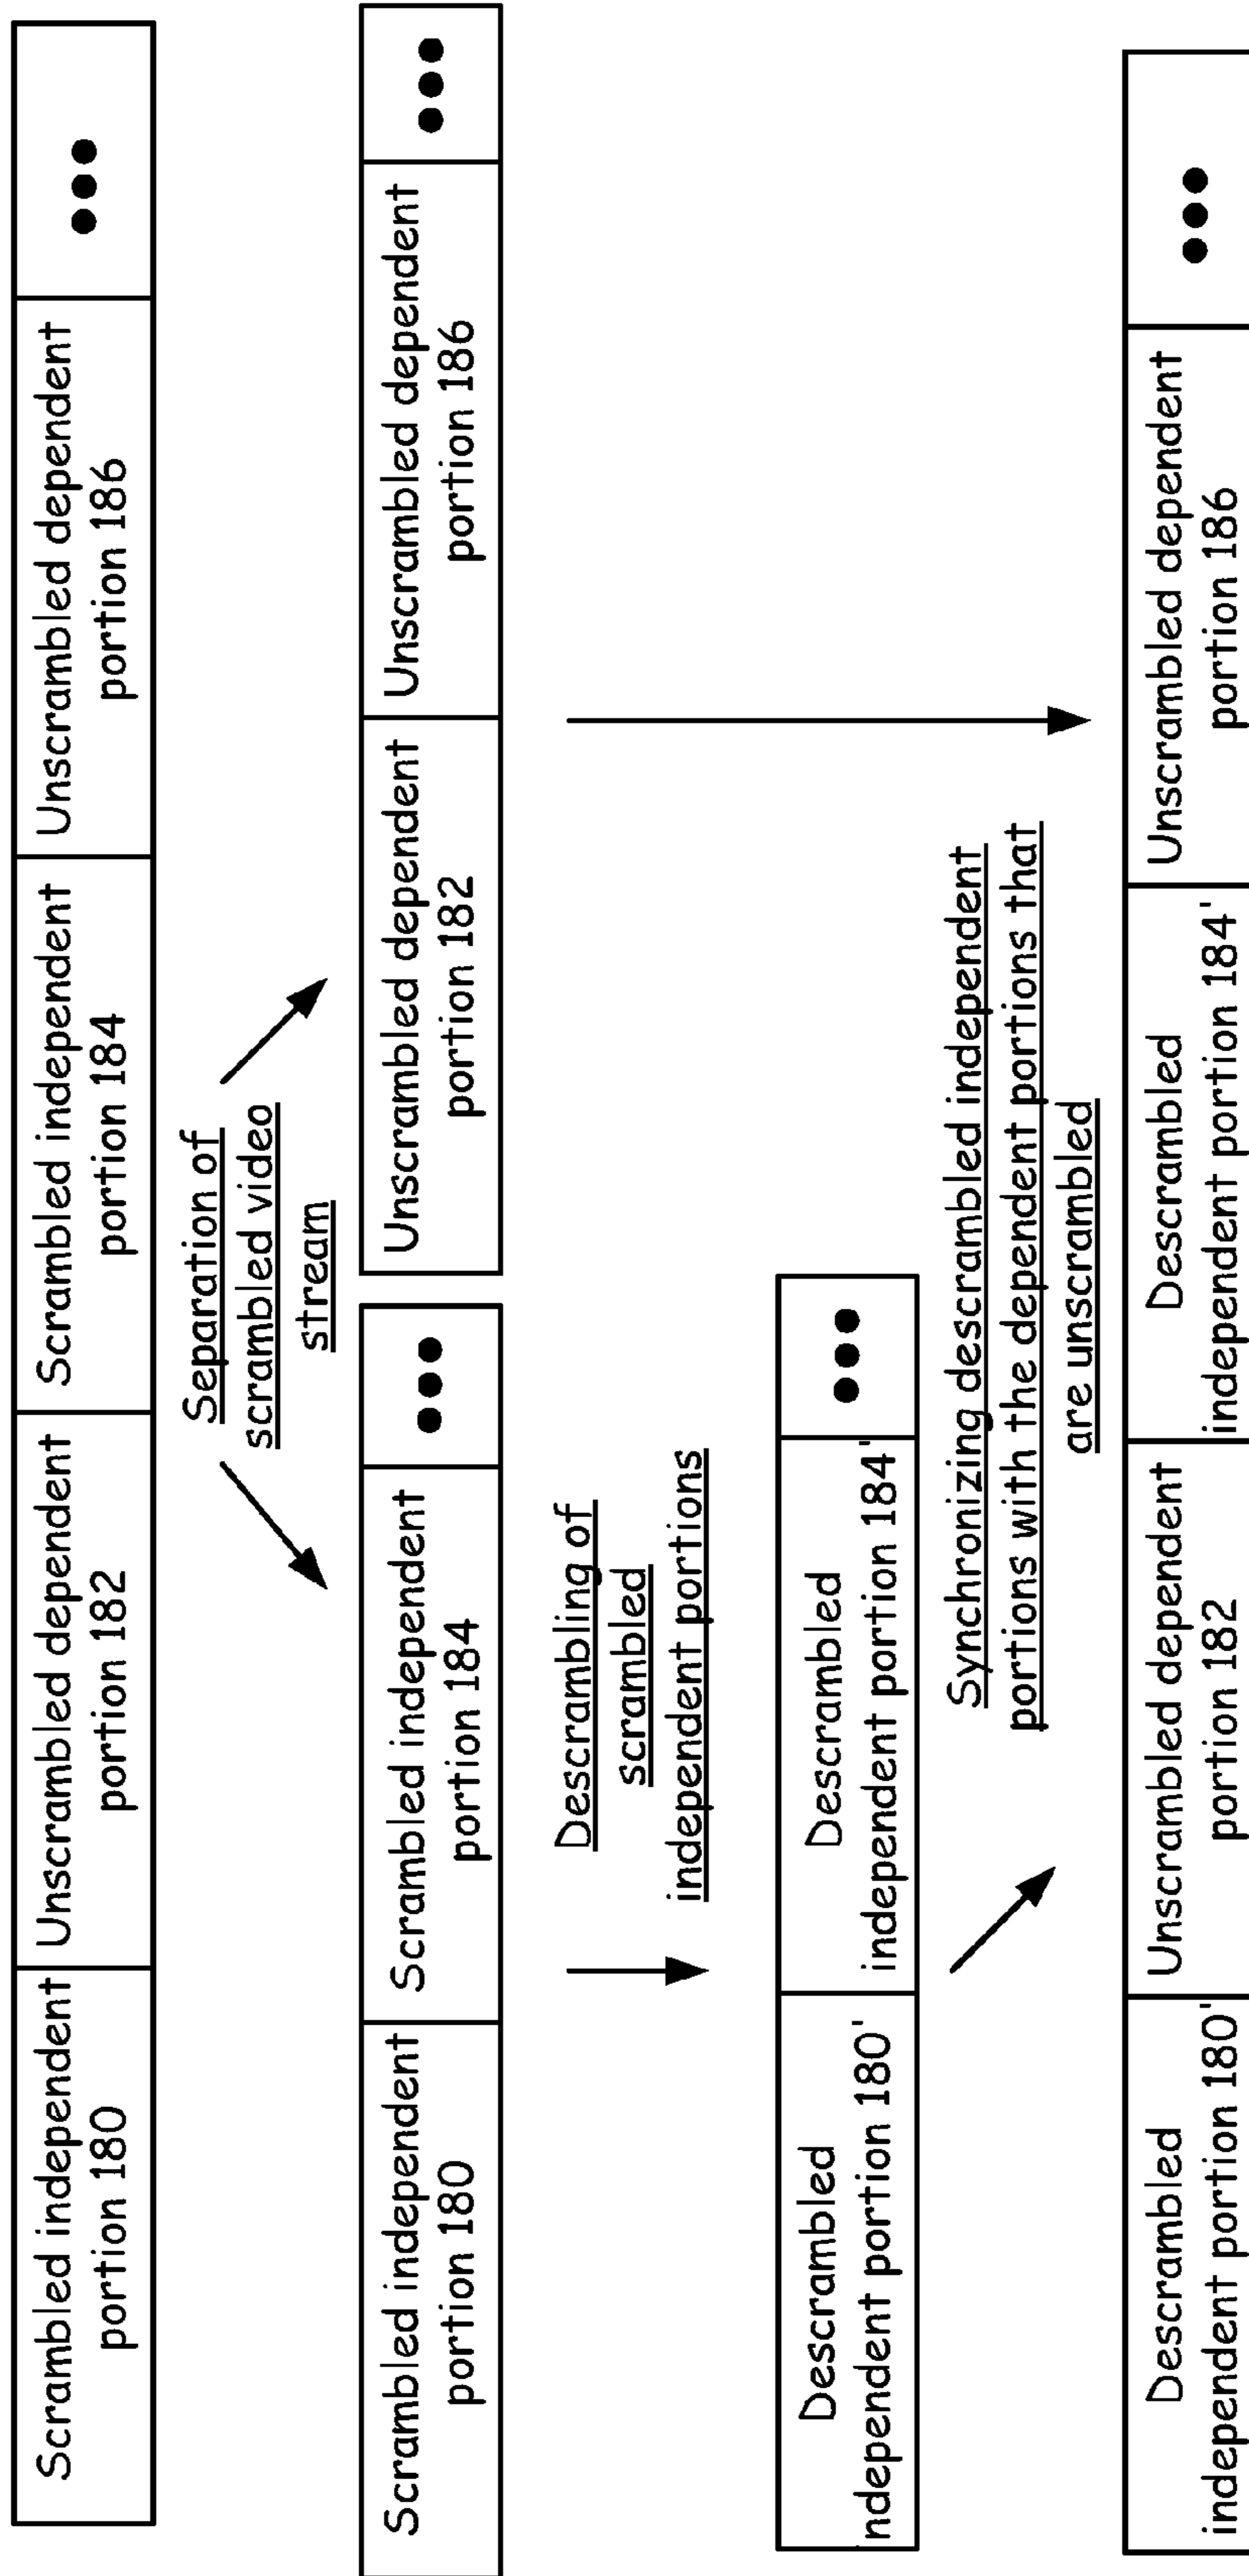 Scrambled independent
portion 180
Unscrambled dependent
portion 182
Scrambled independent
portion 184
Unscrambled dependent
portion 186
Separation of
scrambled video
stream
Scrambled independent
portion 180
Scrambled independent
portion 184
Unscrambled dependent
portion 182
Unscrambled dependent
portion 186
Descrambling of
scrambled
independent portions
Descrambled
independent portion 180'
Descrambled
independent portion 184'
Synchronizing descrambled independent
portions with the dependent portions that
are unscrambled
Descrambled
independent portion 180'
Unscrambled dependent
portion 182
Descrambled
independent portion 184'
Unscrambled dependent
portion 186